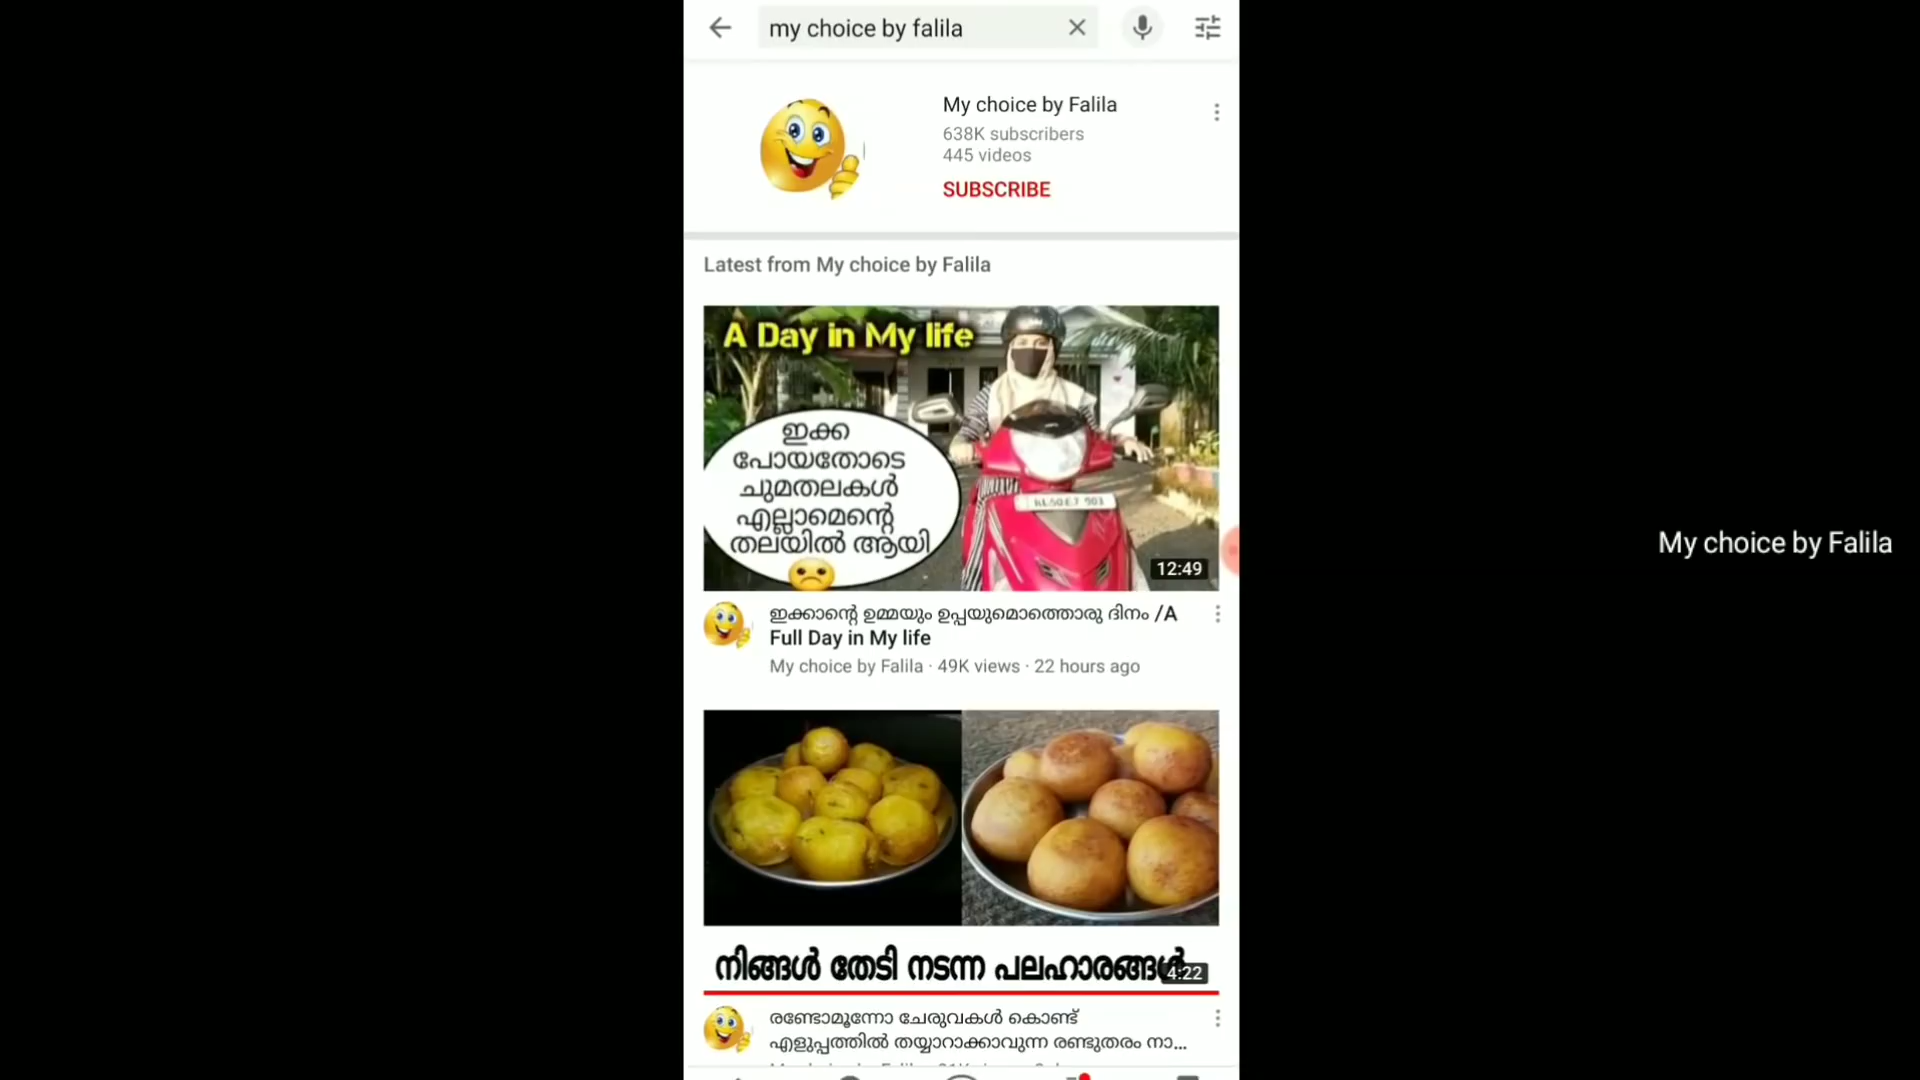 my choice by falila
My choice by Falila
638K subscribers
445 videos
SUBSCRIBE
Latest from My choice by Falila
A Day in My life
ഇക്ക
പോയതോടെ
ചുമതലകൾ
എല്ലാമെന്റെ
തലയിൽ ആയി
12:49
ഇക്കാന്റെ ഉമ്മയും ഉപ്പയുമൊത്തൊരു ദിനം /A
Full Day in My life
My choice by Falila · 49K views · 22 hours ago
നിങ്ങൾ തേടി നടന്ന പലഹാരങ്ങൾ
4:22
രണ്ടോമൂന്നോ ചേരുവകൾ കൊണ്ട്
എളുപ്പത്തിൽ തയ്യാറാക്കാവുന്ന രണ്ടുതരം നാ...
My choice by Falila